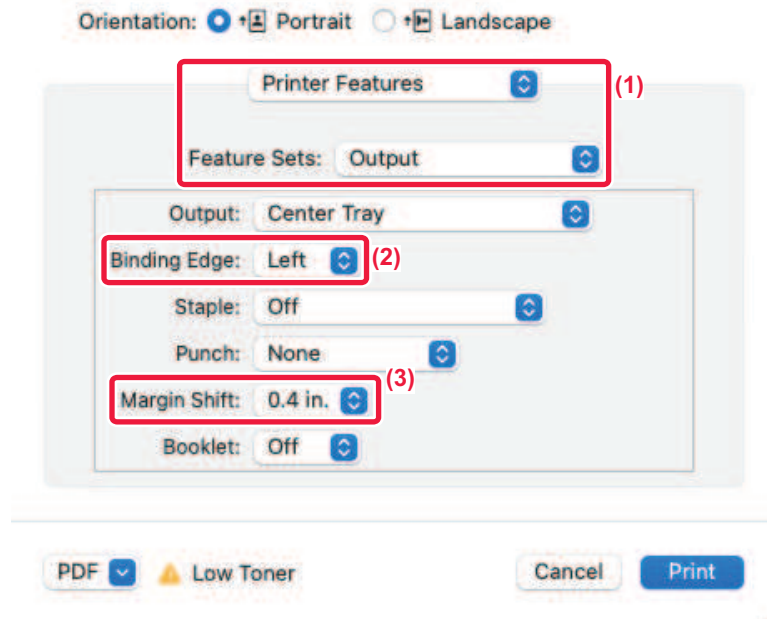 Orientation: Portrait Landscape
Printer Features (1)
Feature Sets: Output
Output: Center Tray
Binding Edge: Left (2)
Staple: Off
Punch: None
(3)
Margin Shift: 0.4 in.
Booklet: Off
PDF Low Toner Cancel Print